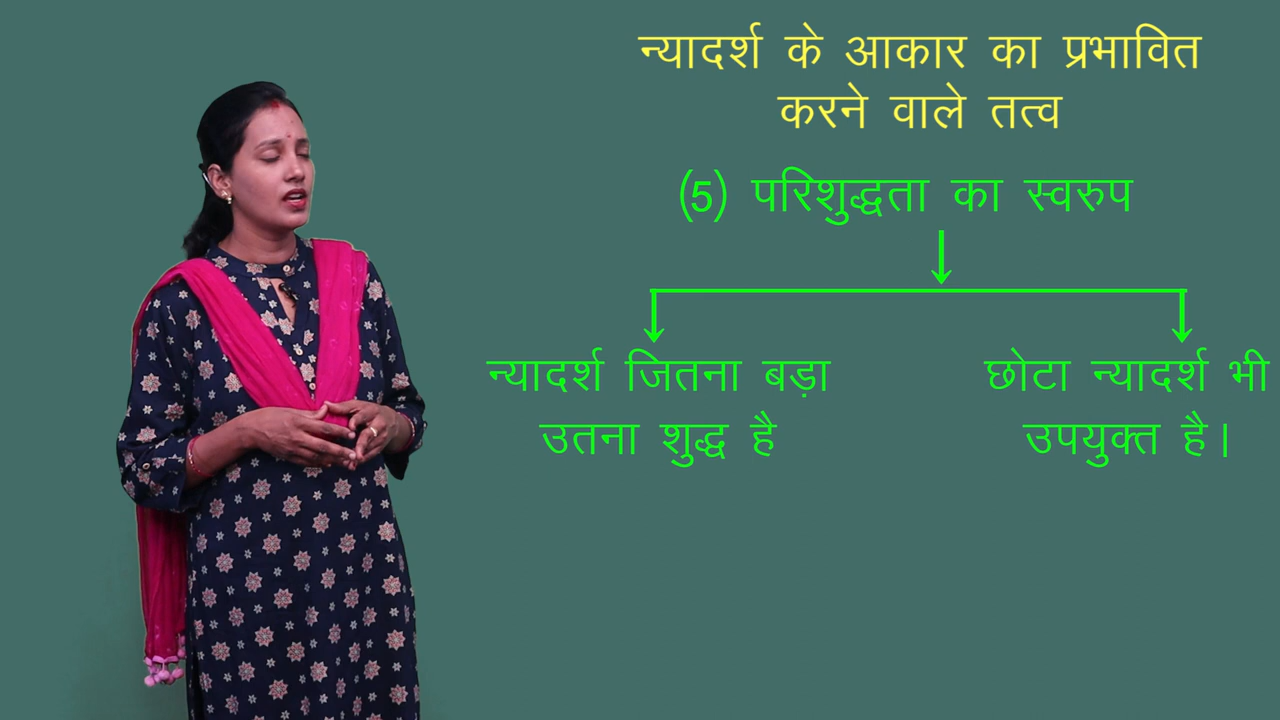 न्यादर्श के आकार का प्रभावित
करने वाले तत्व
(5) परिशुद्धता का स्वरुप
न्यादर्श जितना बड़ा
उतना शुद्ध है
छोटा न्यादर्श भी
उपयुक्त है।